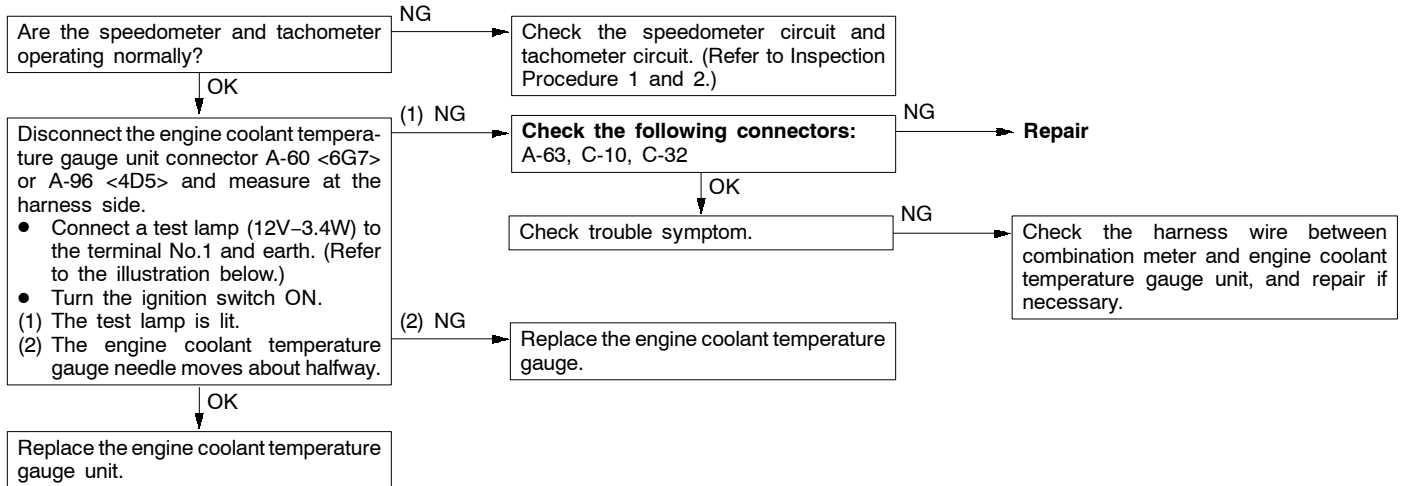 Are the speedometer and tachometer
operating normally?
NG
Check the speedometer circuit and
tachometer circuit. (Refer to Inspection
Procedure 1 and 2.)
OK
Disconnect the engine coolant tempera-
ture gauge unit connector A-60 <6G7>
or A-96 <4D5> and measure at the
harness side.
● Connect a test lamp (12V–3.4W) to
the terminal No.1 and earth. (Refer
to the illustration below.)
● Turn the ignition switch ON.
(1) The test lamp is lit.
(2) The engine coolant temperature
gauge needle moves about halfway.
(1) NG
Check the following connectors:
A-63, C-10, C-32
NG
Repair
OK
Check trouble symptom.
NG
Check the harness wire between
combination meter and engine coolant
temperature gauge unit, and repair if
necessary.
(2) NG
Replace the engine coolant temperature
gauge.
OK
Replace the engine coolant temperature
gauge unit.